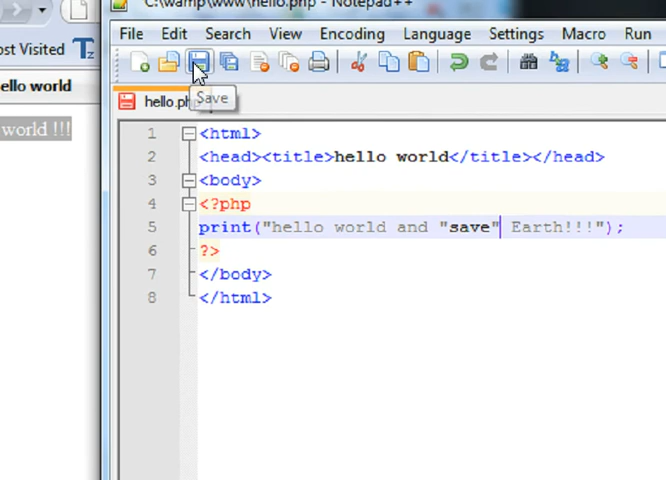 C:\wamp\www\hello.php - Notepad++
File Edit Search View Encoding Language Settings Macro Run
ost Visited
ello world
world !!!
Save
hello.ph
1 <html>
2 <head><title>hello world</title></head>
3 <body>
4 <?php
5 print("hello world and "save" Earth!!!");
6 ?>
7 </body>
8 </html>